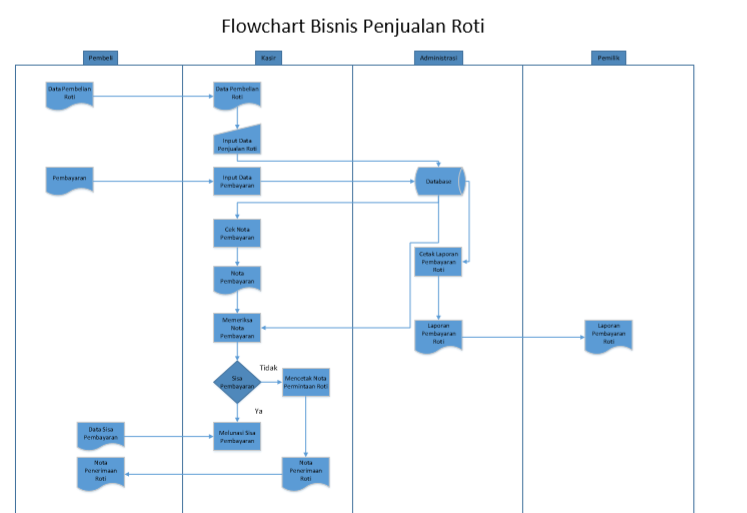 Flowchart Bisnis Penjualan Roti
Pembeli
Kasir
Administrasi
Pemilik
Data Pembelian
Roti
Data Pembelian
Roti
Input Data
Penjualan Roti
Pembayaran
Input Data
Pembayaran
Database
Cek Nota
Pembayaran
Cetak Laporan
Pembayaran
Roti
Nota
Pembayaran
Memeriksa
Nota
Pembayaran
Laporan
Pembayaran
Roti
Laporan
Pembayaran
Roti
Tidak
Sisa
Pembayaran
Mencetak Nota
Permintaan Roti
Ya
Data Sisa
Pembayaran
Melunasi Sisa
Pembayaran
Nota
Penerimaan
Roti
Nota
Penerimaan
Roti